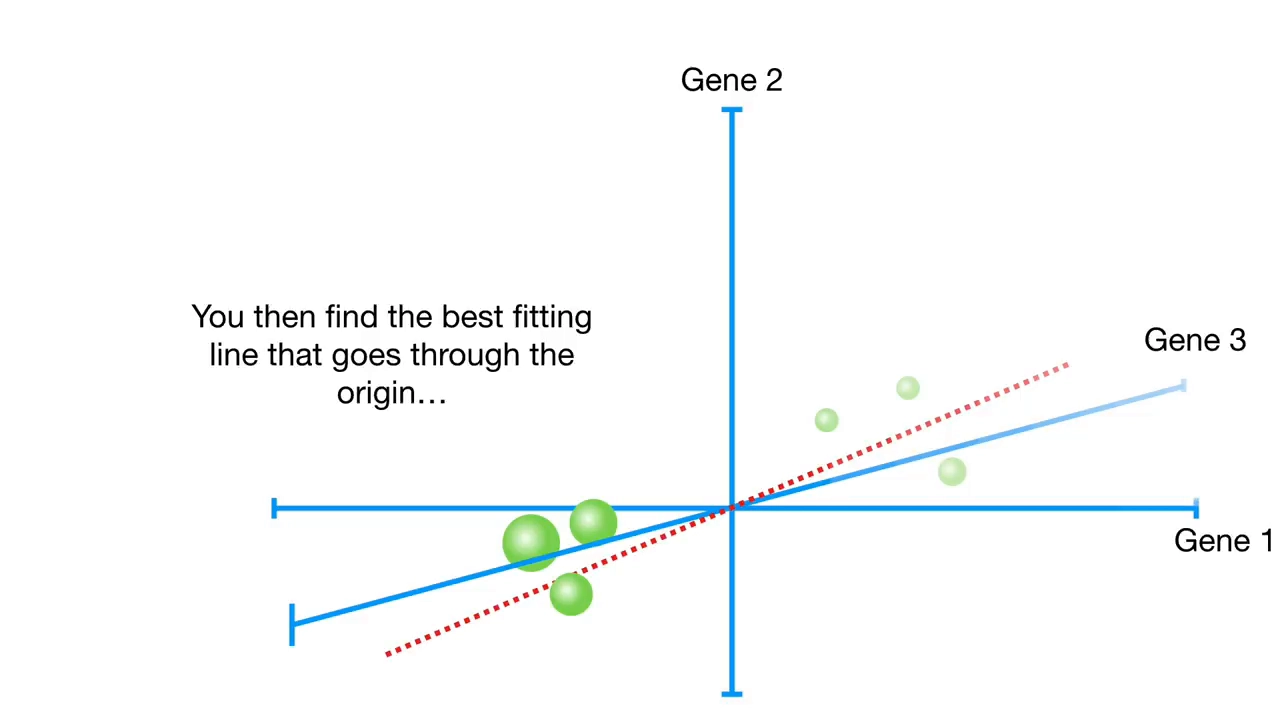 Gene 2
You then find the best fitting
line that goes through the
origin…
Gene 3
Gene 1